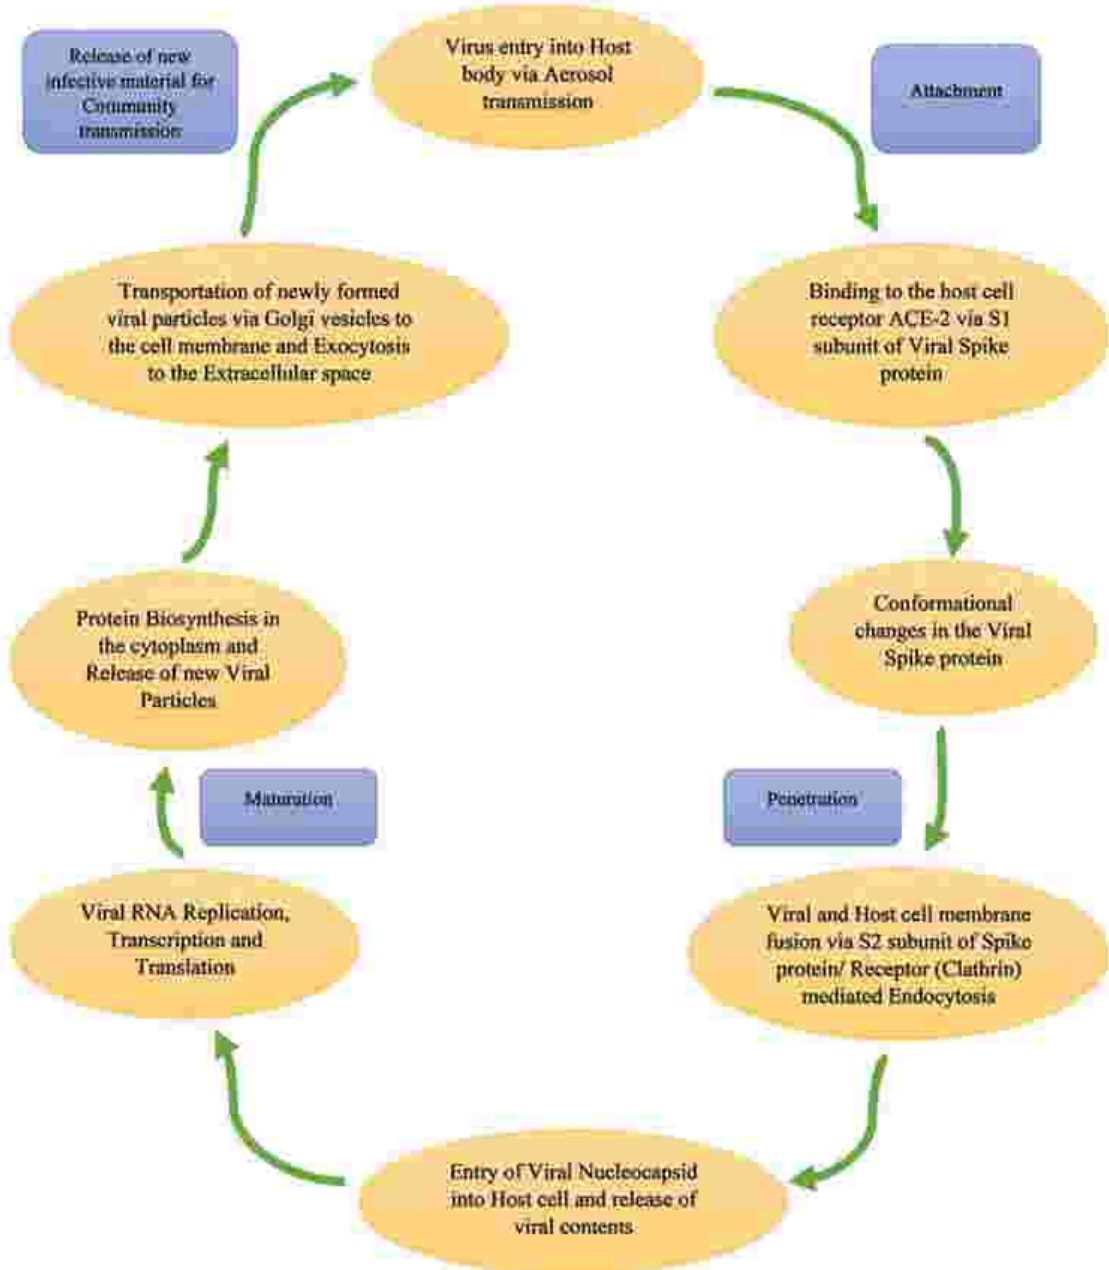 Release of new
infective material for
Community
transmission
Virus entry into Host
body via Aerosol
transmission
Attachment
Transportation of newly formed
viral particles via Golgi vesicles to
the cell membrane and Exocytosis
to the Extracellular space
Binding to the host cell
receptor ACE-2 via S1
subunit of Viral Spike
protein
Protein Biosynthesis in
the cytoplasm and
Release of new Viral
Particles
Conformational
changes in the Viral
Spike protein
Maturation
Penetration
Viral RNA Replication,
Transcription and
Translation
Viral and Host cell membrane
fusion via S2 subunit of Spike
protein/ Receptor (Clathrin)
mediated Endocytosis
Entry of Viral Nucleocapsid
into Host cell and release of
viral contents